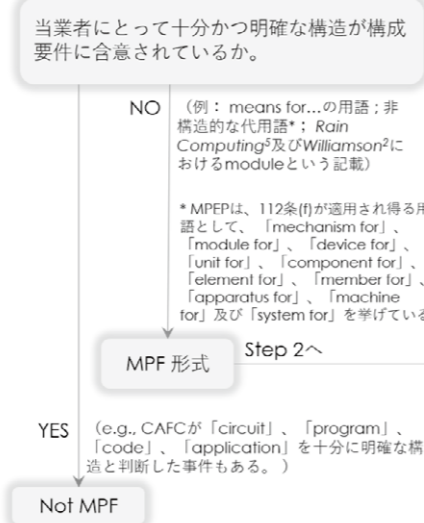 当業者にとって十分かつ明確な構造が構成
要件に含意されているか。
NO
（例： means for...の用語 ; 非
構造的な代用語*； Rain
Computing5及びWilliamson2に
おけるmoduleという記載）
* MPEPは、112条(f)が適用され得る用
語として、「mechanism for」、
「module for」、「device for」、
「unit for」、「component for」、
「element for」、「member for」、
「apparatus for」、「machine
for」及び「system for」を挙げている
MPF 形式
Step 2へ
YES
（e.g., CAFCが「circuit」、「program」、
「code」、「application」を十分に明確な構
造と判断した事件もある。）
Not MPF